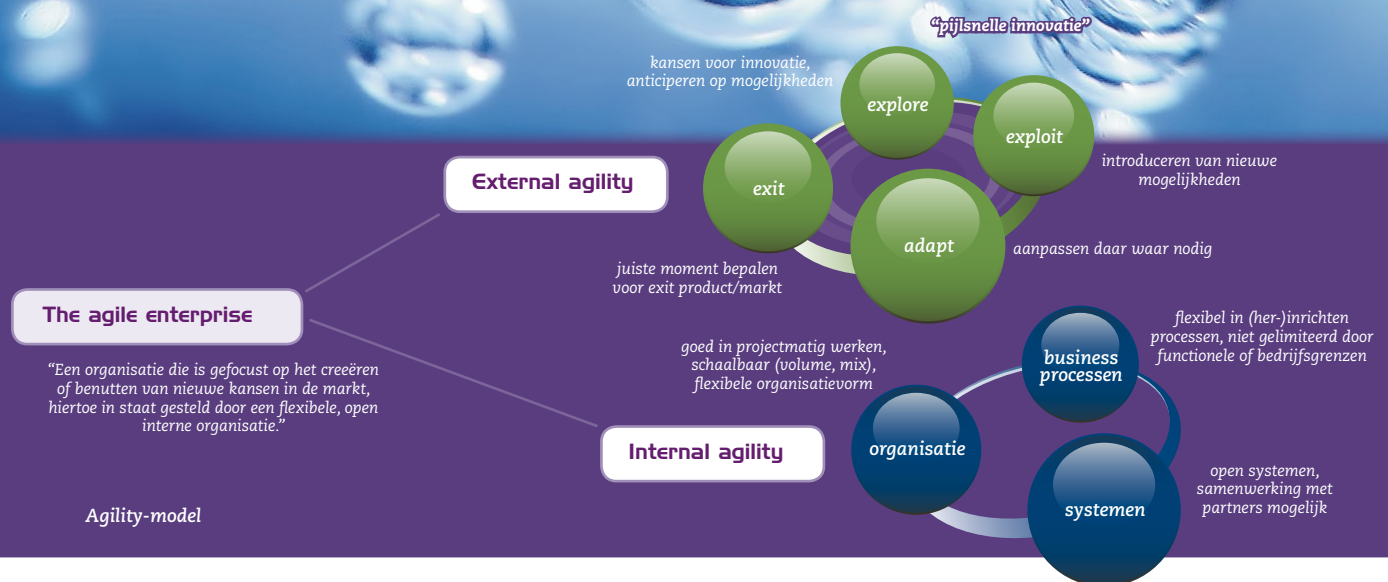 “pijlsnelle innovatie”
kansen voor innovatie,
anticiperen op mogelijkheden
explore
exploit
introduceren van nieuwe
mogelijkheden
External agility
exit
adapt
aanpassen daar waar nodig
juiste moment bepalen
voor exit product/markt
The agile enterprise
“Een organisatie die is gefocust op het creeëren
of benutten van nieuwe kansen in de markt,
hiertoe in staat gesteld door een flexibele, open
interne organisatie.”
goed in projectmatig werken,
schaalbaar (volume, mix),
flexibele organisatievorm
business
processen
flexibel in (her-)inrichten
processen, niet gelimiteerd door
functionele of bedrijfsgrenzen
Internal agility
organisatie
systemen
open systemen,
samenwerking met
partners mogelijk
Agility-model